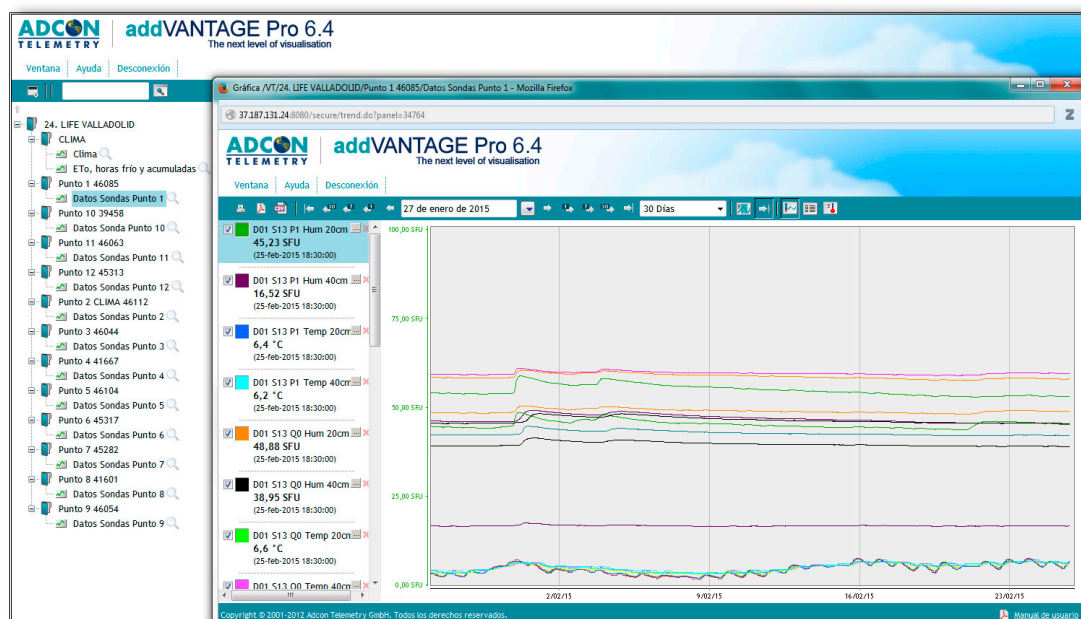 ADCON
TELEMETRY
addVANTAGE Pro 6.4
The next level of visualisation
Ventana Ayuda Desconexión
24. LIFE VALLADOLID
CLIMA
Clima
ETo, horas frío y acumuladas
Punto 1 46085
Datos Sondas Punto 1
Punto 10 39458
Datos Sonda Punto 10
Punto 11 46063
Datos Sondas Punto 11
Punto 12 45313
Datos Sondas Punto 12
Punto 2 CLIMA 46112
Datos Sondas Punto 2
Punto 3 46044
Datos Sondas Punto 3
Punto 4 41667
Datos Sondas Punto 4
Punto 5 46104
Datos Sondas Punto 5
Punto 6 45317
Datos Sondas Punto 6
Punto 7 45282
Datos Sondas Punto 7
Punto 8 41601
Datos Sondas Punto 8
Punto 9 46054
Datos Sondas Punto 9
Gráfica /VT/24. LIFE VALLADOLID/Punto 1 46085/Datos Sondas Punto 1 - Mozilla Firefox
37.187.131.24:8080/secure/trend.do?panel=34764
ADCON
TELEMETRY
addVANTAGE Pro 6.4
The next level of visualisation
Ventana Ayuda Desconexión
27 de enero de 2015
30 Días
D01 S13 P1 Hum 20cm
45,23 SFU
(25-feb-2015 18:30:00)
D01 S13 P1 Hum 40cm
16,52 SFU
(25-feb-2015 18:30:00)
D01 S13 P1 Temp 20cm
6,4 °C
(25-feb-2015 18:30:00)
D01 S13 P1 Temp 40cm
6,2 °C
(25-feb-2015 18:30:00)
D01 S13 Q0 Hum 20cm
48,88 SFU
(25-feb-2015 18:30:00)
D01 S13 Q0 Hum 40cm
38,95 SFU
(25-feb-2015 18:30:00)
D01 S13 Q0 Temp 20cm
6,6 °C
(25-feb-2015 18:30:00)
D01 S13 Q0 Temp 40cm
100,00 SFU
75,00 SFU
50,00 SFU
25,00 SFU
0,00 SFU
2/02/15
9/02/15
16/02/15
23/02/15
Copyright © 2001-2012 Adcon Telemetry GmbH. Todos los derechos reservados.
Manual de usuario